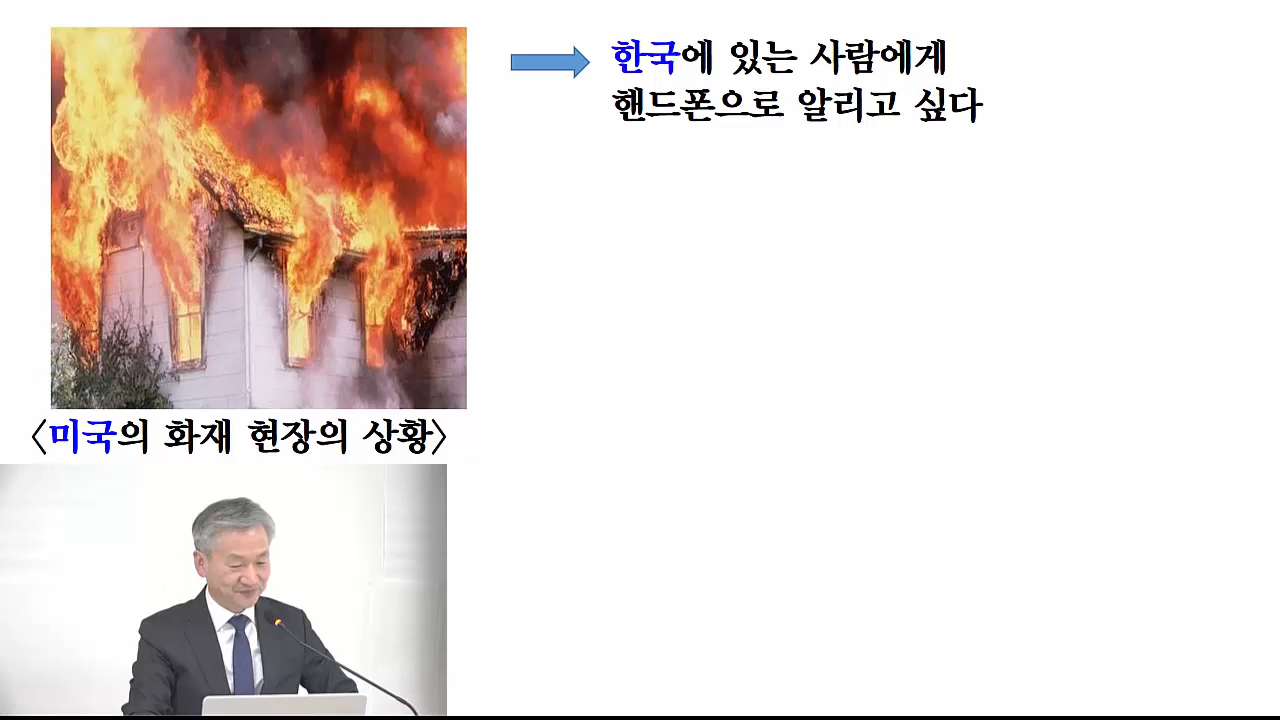 한국에 있는 사람에게
핸드폰으로 알리고 싶다
〈미국의 화재 현장의 상황〉